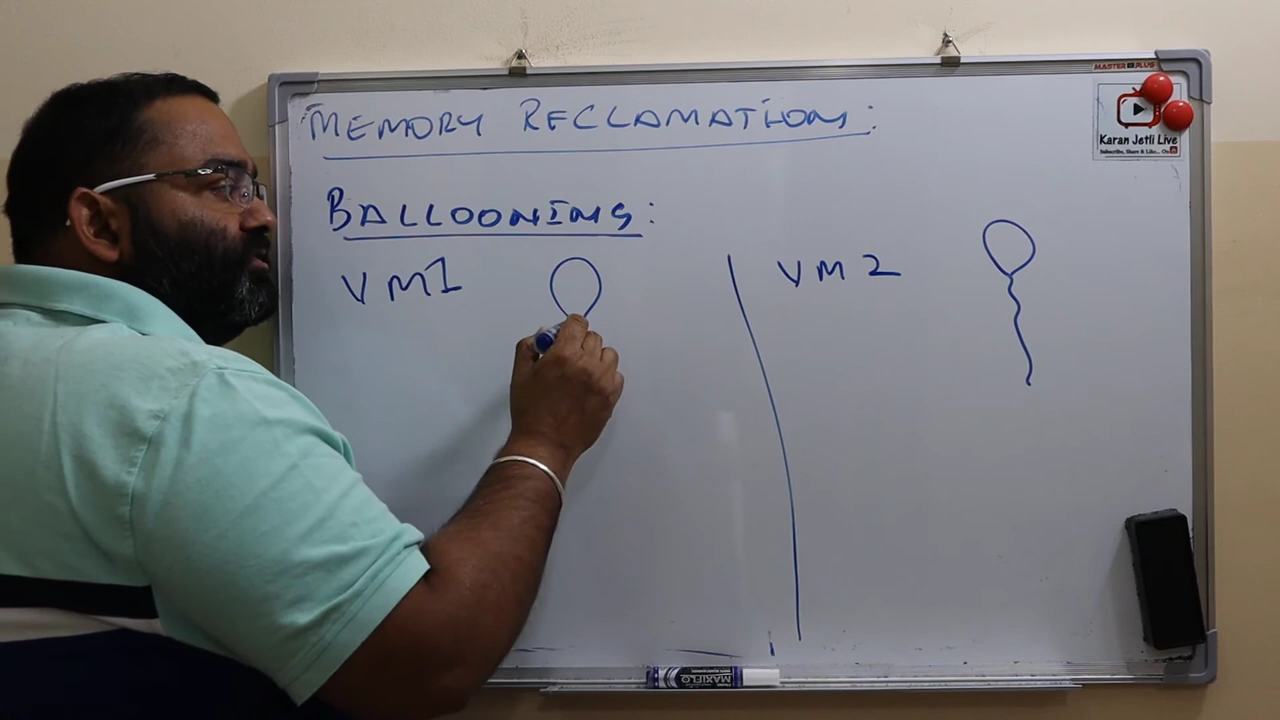 MEMORY RECLAMATION:
MASTER PLUS
Karan Jetli Live
BALLOONING:
VM1
VM2
MAXIFLO